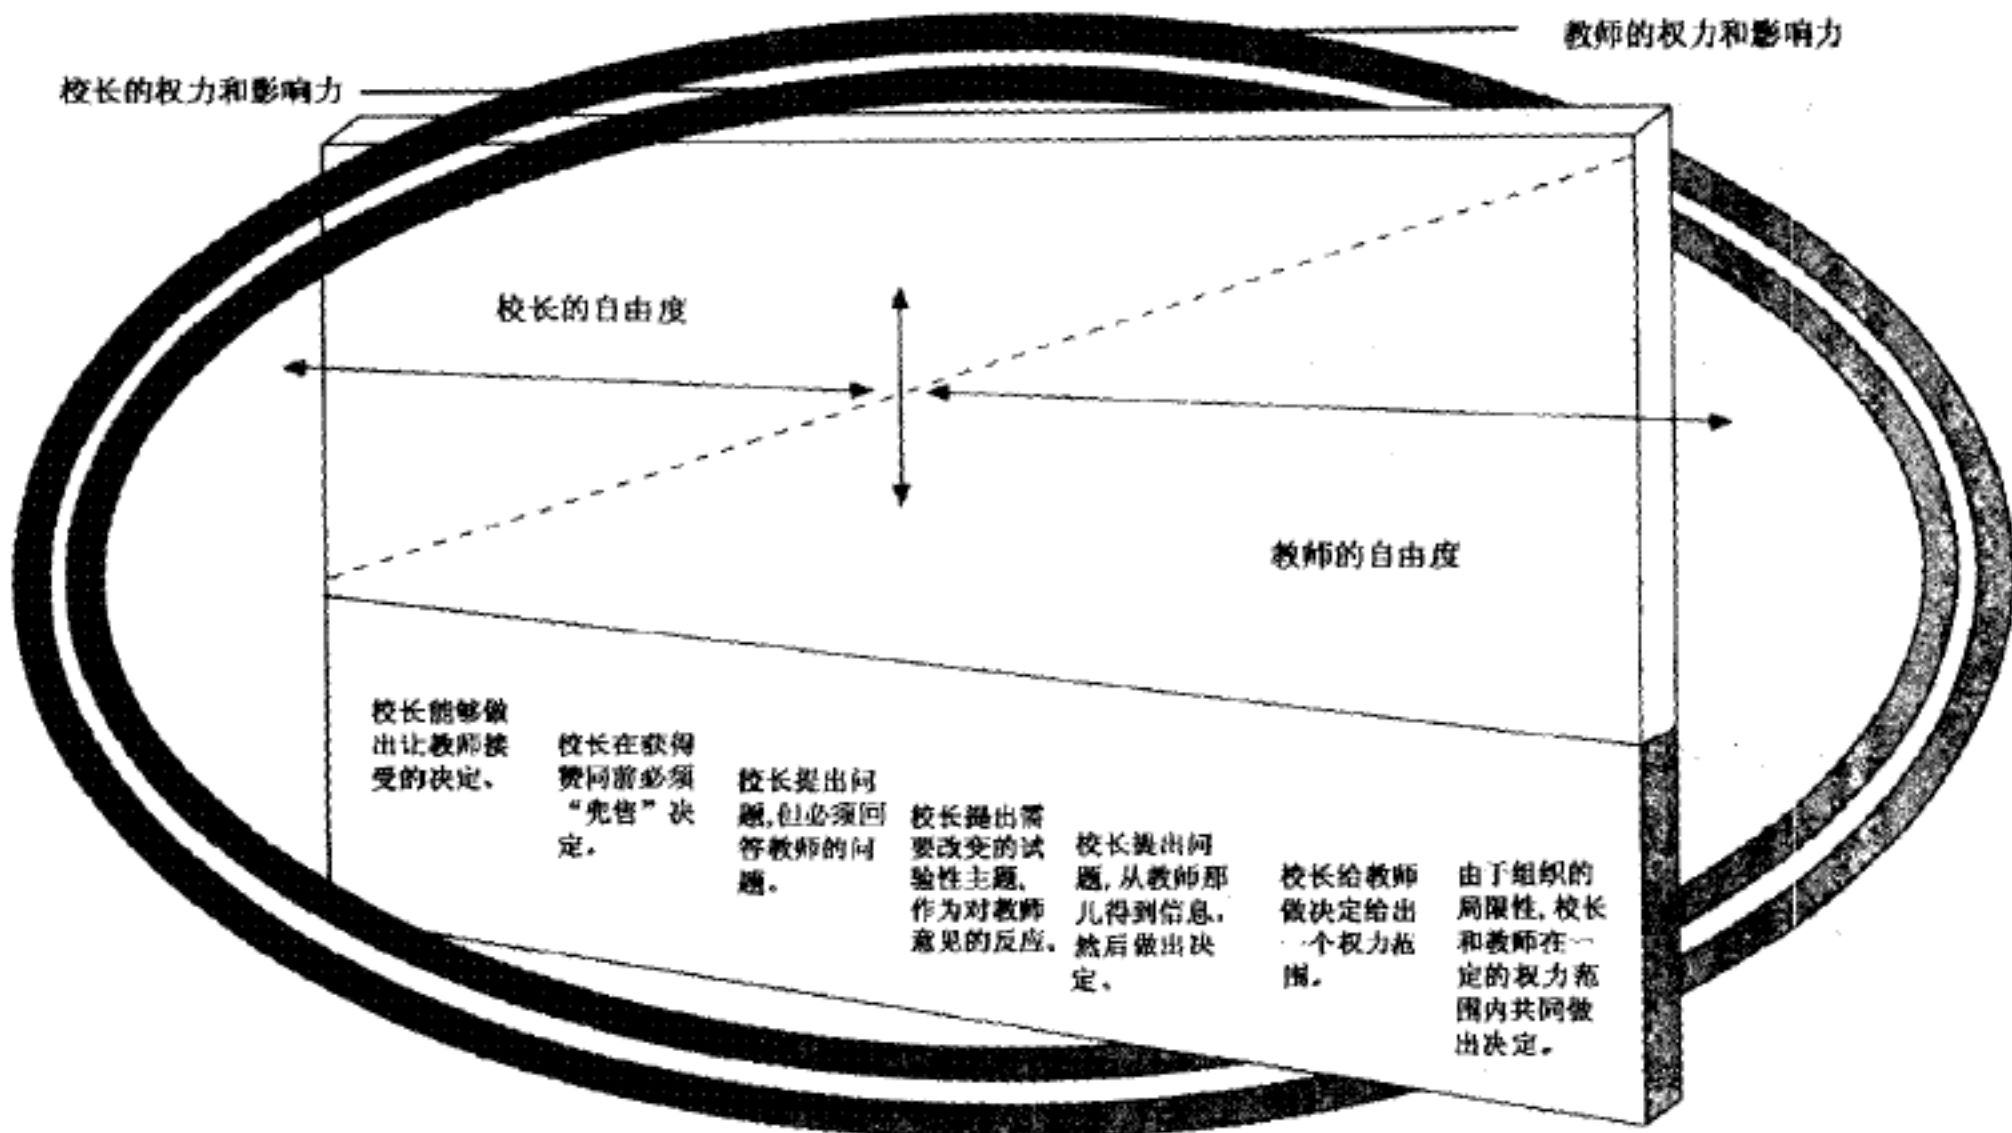 教师的权力和影响力
校长的权力和影响力
校长的自由度
教师的自由度
校长能够做
出让教师接
受的决定、
校长在获得
赞同前必须
“兜售”决
定。
校长提出问
题,但必须回
答教师的问
题。
校长提出需
要改变的试
验性主题,
作为对教师
意见的反应。
校长提出问
题,从教师那
儿得到信息,
然后做出决
定、
校长给教师
做决定给出
一个权力范
围。
由于组织的
局限性,校长
和教师在一
定的权力范
围内共同做
出决定。